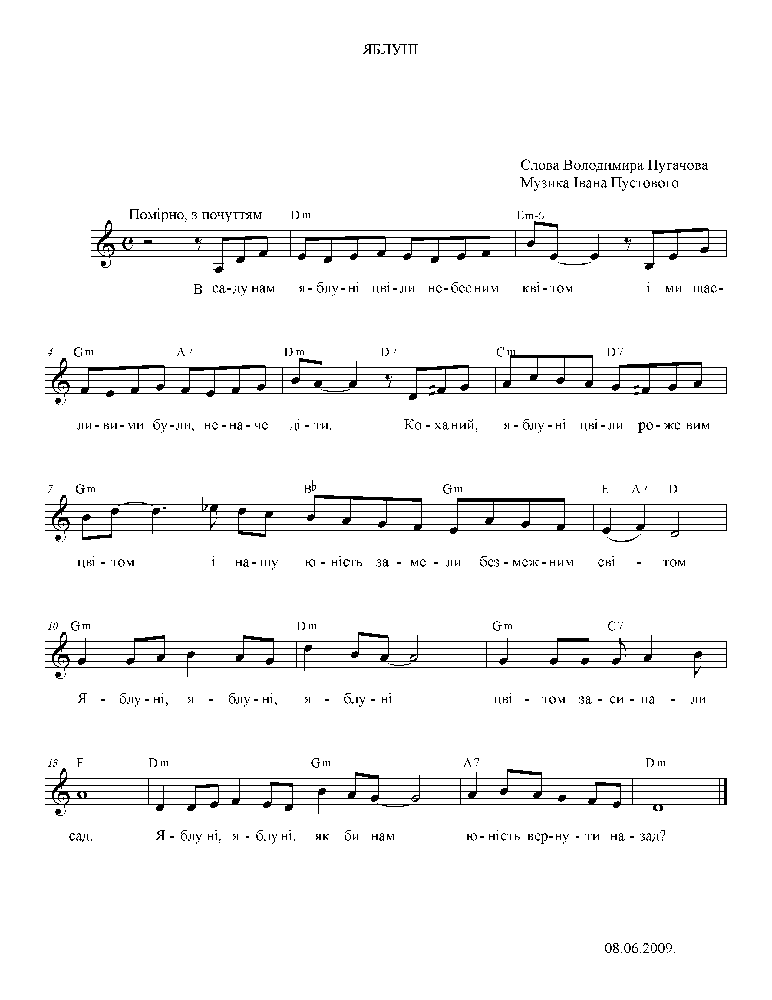 ЯБЛУНІ
Слова Володимира Пугачова
Музика Івана Пустового
Помірно, з почуттям
Dm Em-6
В са-ду нам я-блу-ні цві-ли не-бесним кві-том і ми щас-
4 Gm A7 Dm D7 Cm D7
ли-ви-ми бу-ли, не-на-че ді-ти. Ко-ханий, я-блу-ні цві-ли ро-же вим
7 Gm B♭ Gm E A7 D
цві-том і на-шу ю-ність за-ме-ли без-меж-ним сві-том
10 Gm Dm Gm C7
Я-блу-ні, я-блу-ні, я-блу-ні цві-том за-си-па-ли
13 F Dm Gm A7 Dm
сад. Я-блу ні, я-блу ні, як би нам ю-ність вер-ну-ти на-зад?..
08.06.2009.